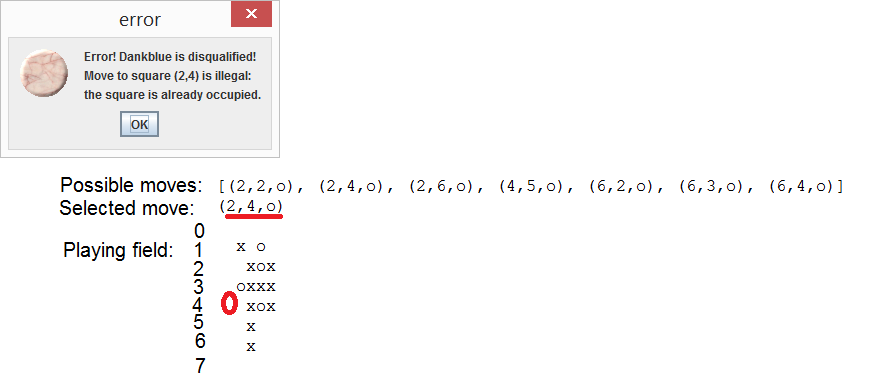 error
Error! Dankblue is disqualified!
Move to square (2,4) is illegal:
the square is already occupied.
OK
Possible moves: [(2,2,o), (2,4,o), (2,6,o), (4,5,o), (6,2,o), (6,3,o), (6,4,o)]
Selected move: (2,4,o)
Playing field:
0
1 x o
2 xox
3 oxxx
4 xox
5 x
6 x
7